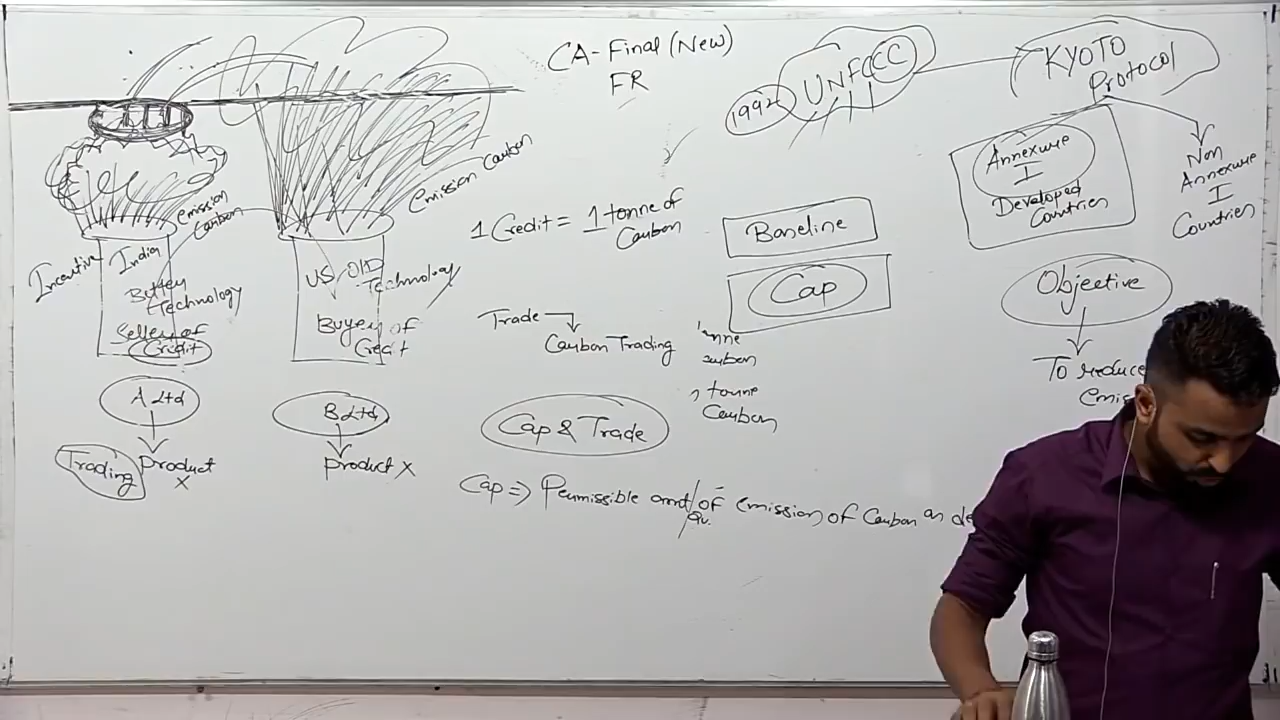 CA-Final (New)
FR
1992
UNFCCC
KYOTO
Protocol
Annexure
I
Developed
Countries
Non
Annexure
I
Countries
Objective
To reduce
Emis
Baseline
Cap
1 Credit = 1 tonne of
Carbon
Trade
Carbon Trading
tonne
Carbon
Cap & Trade
Cap ⇒ Permissible amt/of emission of Carbon as de
Qu.
emission
Carbon
Emission Carbon
Incentive
India
Better
Technology
Seller of
Credit
US/Old
Technology
Buyer of
Credit
A Ltd
Trading
Product
X
B Ltd
Product X